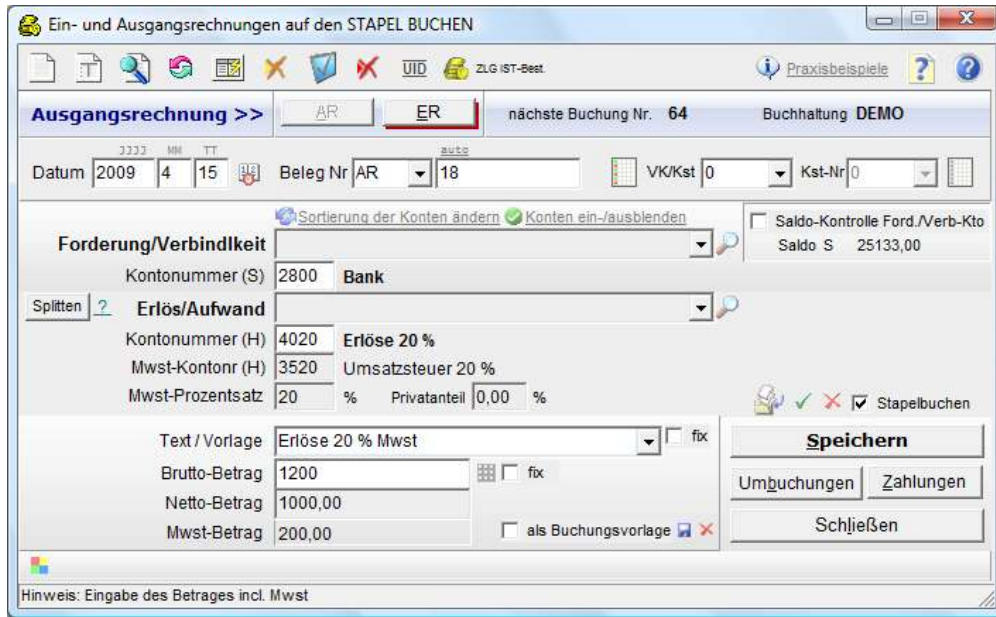 Ein- und Ausgangsrechnungen auf den STAPEL BUCHEN
T UID ZLG IST-Best. Praxisbeispiele ? ?
Ausgangsrechnung >> AR ER nächste Buchung Nr. 64 Buchhaltung DEMO
JJJJ MM TT auto
Datum 2009 4 15 Beleg Nr AR 18 VK/Kst 0 Kst-Nr 0
Sortierung der Konten ändern Konten ein-/ausblenden Saldo-Kontrolle Ford./Verb-Kto
Forderung/Verbindlkeit Saldo S 25133,00
Kontonummer (S) 2800 Bank
Splitten ? Erlös/Aufwand
Kontonummer (H) 4020 Erlöse 20 %
Mwst-Kontonr (H) 3520 Umsatzsteuer 20 %
Mwst-Prozentsatz 20 % Privatanteil 0,00 % Stapelbuchen
Text / Vorlage Erlöse 20 % Mwst fix Speichern
Brutto-Betrag 1200 fix Umbuchungen Zahlungen
Netto-Betrag 1000,00
Mwst-Betrag 200,00 als Buchungsvorlage Schließen
Hinweis: Eingabe des Betrages incl. Mwst